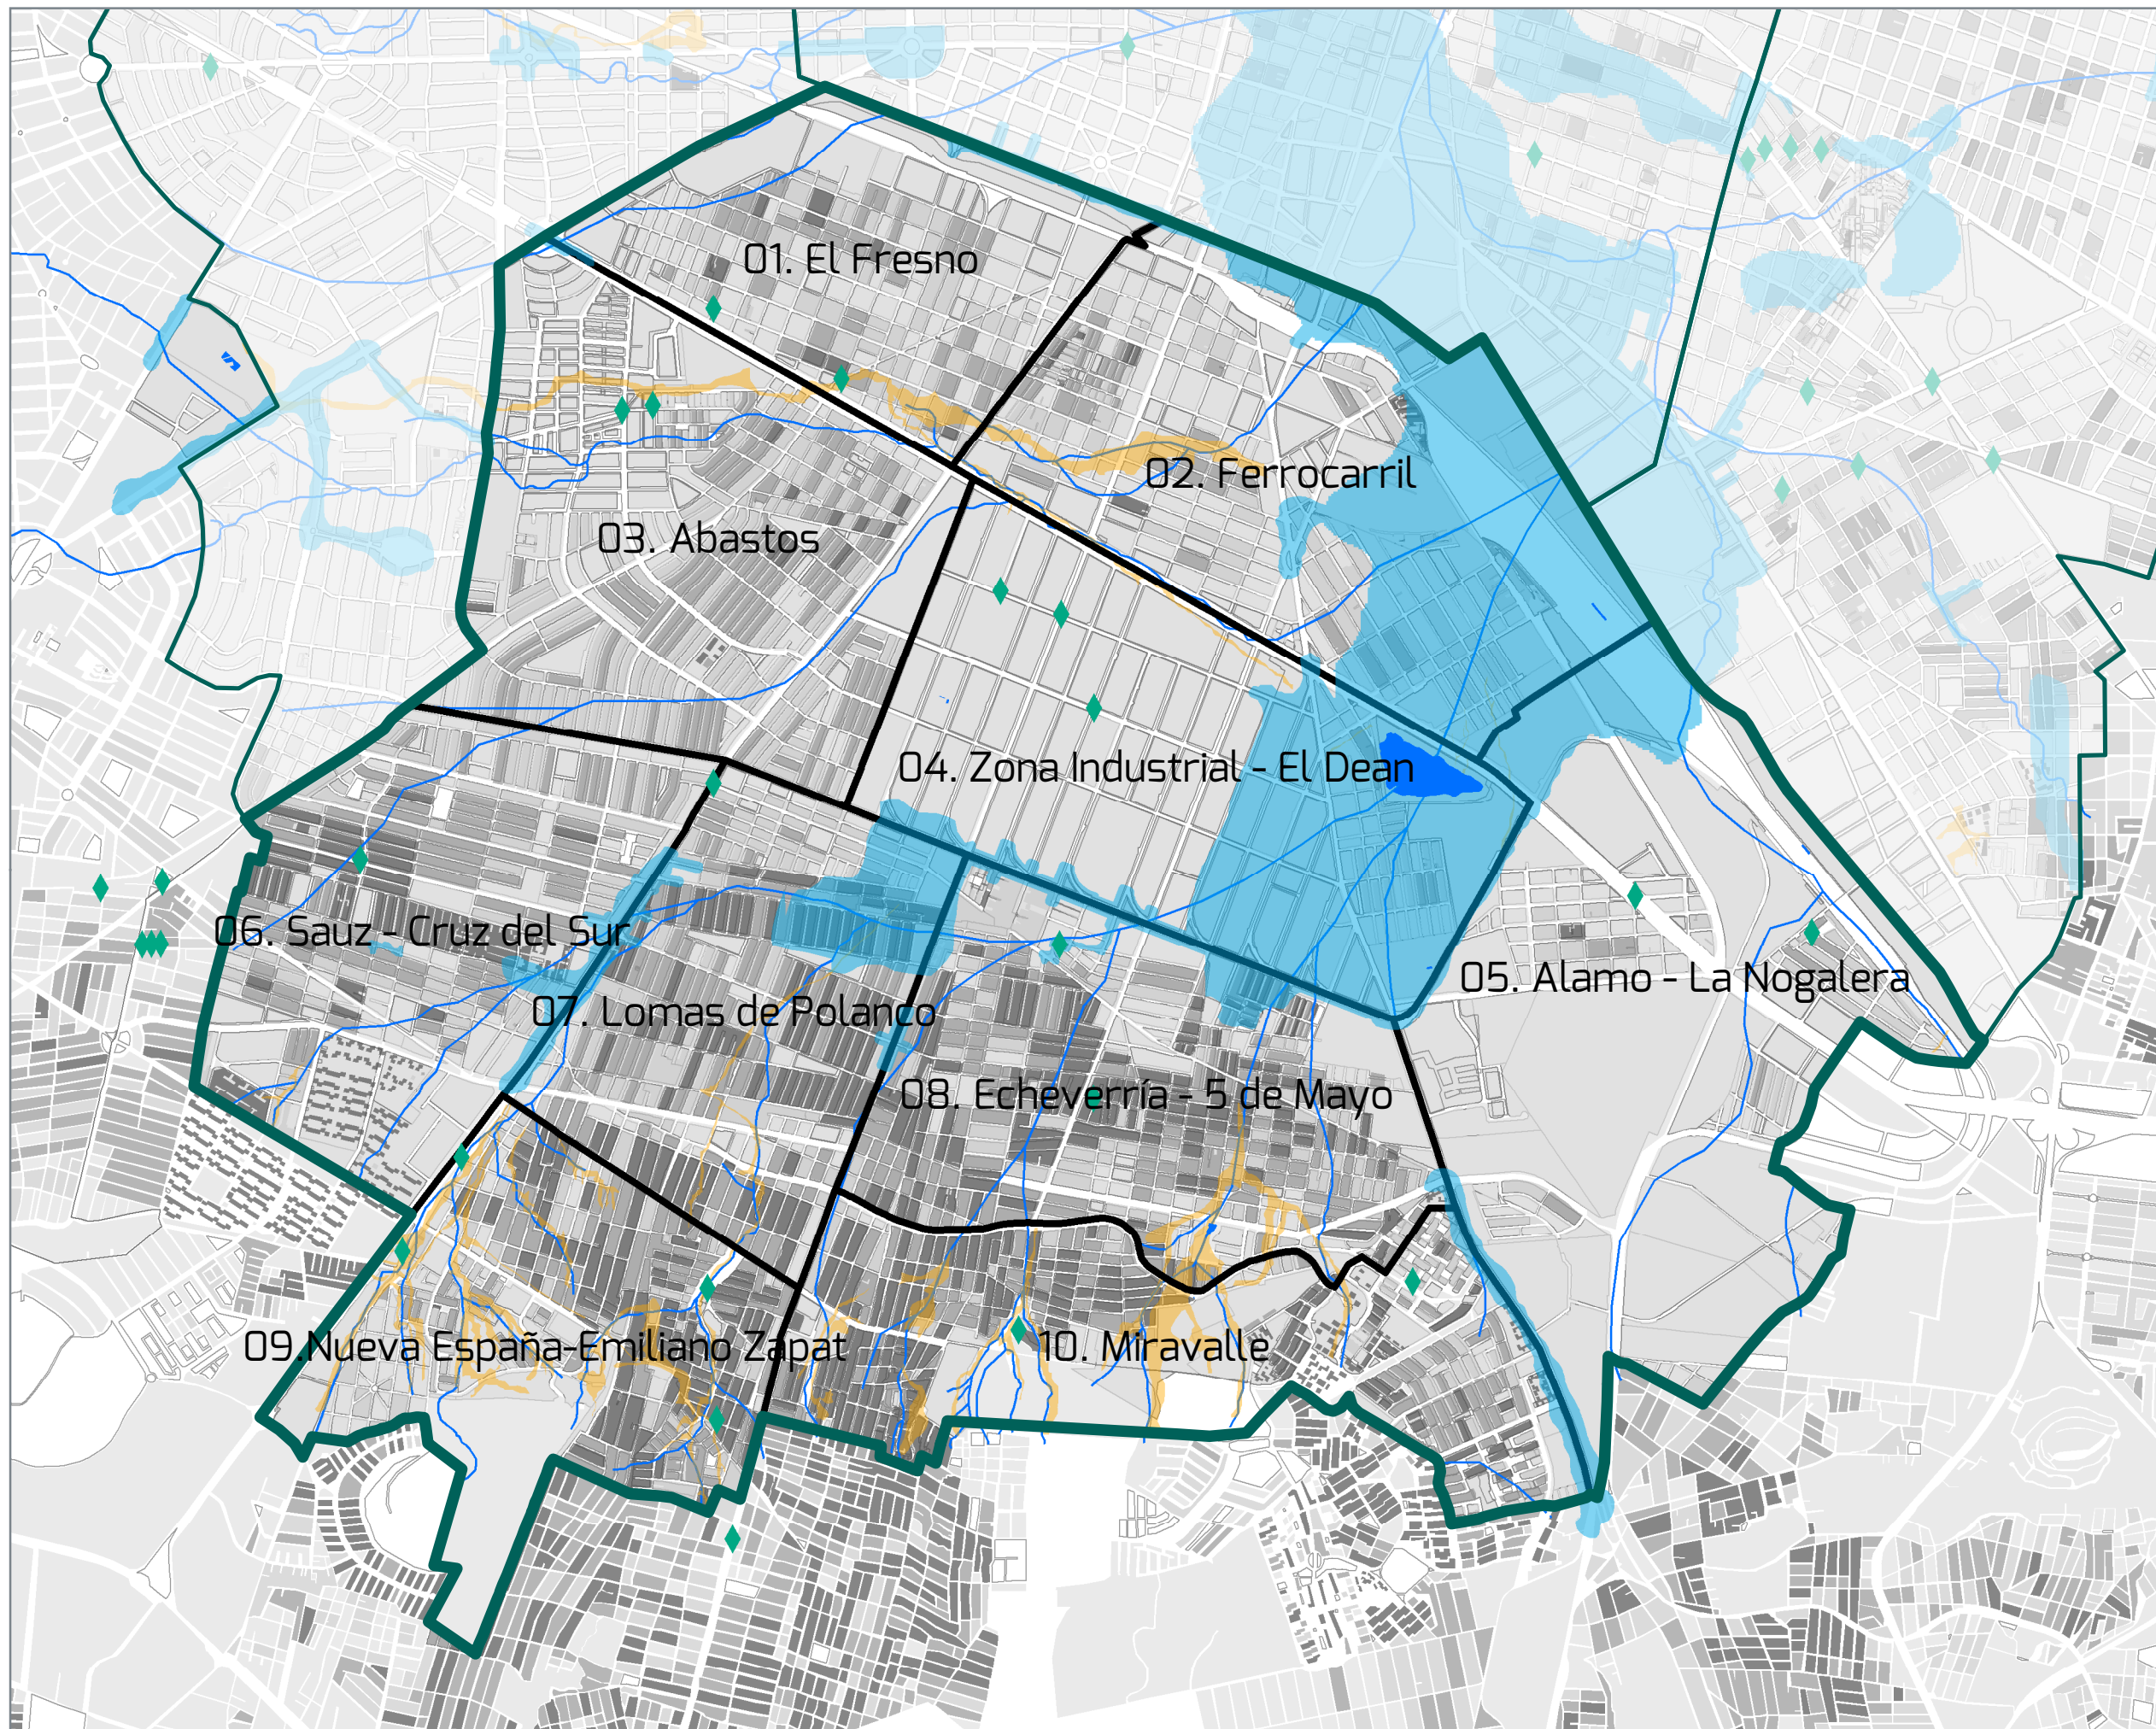 01. El Fresno
02. Ferrocarril
03. Abastos
04. Zona Industrial - El Dean
06. Sauz - Cruz del Sur
05. Alamo - La Nogalera
07. Lomas de Polanco
08. Echeverría - 5 de Mayo
09.Nueva España-Emiliano Zapat
10. Miravalle